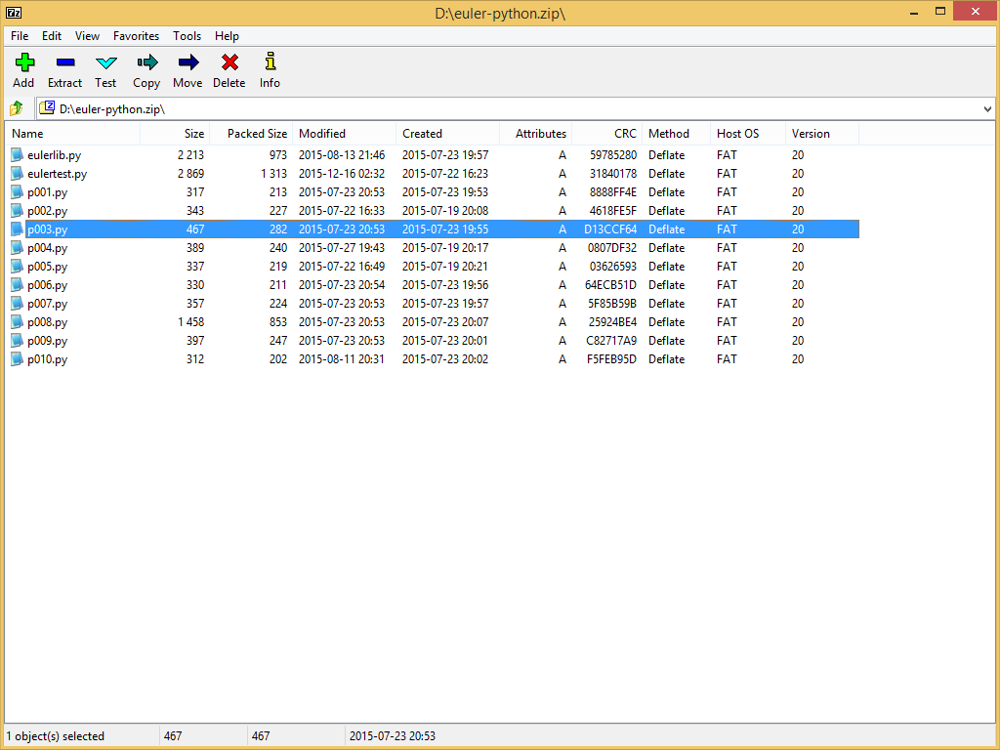 7z D:\euler-python.zip\
File Edit View Favorites Tools Help
Add Extract Test Copy Move Delete Info
D:\euler-python.zip\
Name Size Packed Size Modified Created Attributes CRC Method Host OS Version
eulerlib.py 2 213 973 2015-08-13 21:46 2015-07-23 19:57 A 59785280 Deflate FAT 20
eulertest.py 2 869 1 313 2015-12-16 02:32 2015-07-22 16:23 A 31840178 Deflate FAT 20
p001.py 317 213 2015-07-23 20:53 2015-07-23 19:53 A 8888FF4E Deflate FAT 20
p002.py 343 227 2015-07-22 16:33 2015-07-19 20:08 A 4618FE5F Deflate FAT 20
p003.py 467 282 2015-07-23 20:53 2015-07-23 19:55 A D13CCF64 Deflate FAT 20
p004.py 389 240 2015-07-27 19:43 2015-07-19 20:17 A 0807DF32 Deflate FAT 20
p005.py 337 219 2015-07-22 16:49 2015-07-19 20:21 A 03626593 Deflate FAT 20
p006.py 330 211 2015-07-23 20:54 2015-07-23 19:56 A 64ECB51D Deflate FAT 20
p007.py 357 224 2015-07-23 20:53 2015-07-23 19:57 A 5F85B59B Deflate FAT 20
p008.py 1 458 853 2015-07-23 20:53 2015-07-23 20:07 A 25924BE4 Deflate FAT 20
p009.py 397 247 2015-07-23 20:53 2015-07-23 20:01 A C82717A9 Deflate FAT 20
p010.py 312 202 2015-08-11 20:31 2015-07-23 20:02 A F5FEB95D Deflate FAT 20
1 object(s) selected 467 467 2015-07-23 20:53